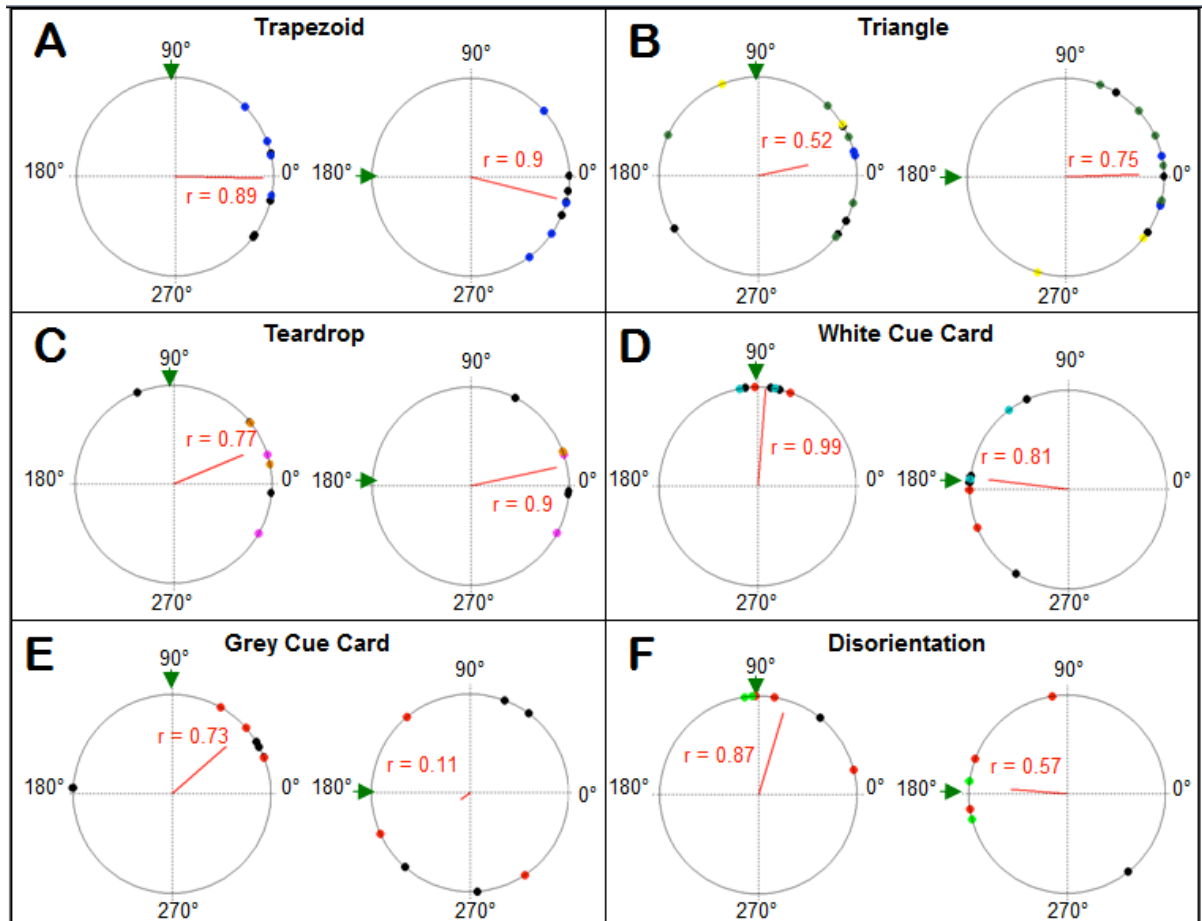 A
Trapezoid
90°
180°
0°
r = 0.89
270°
180°
r = 0.9
0°
270°
B
Triangle
90°
180°
r = 0.52
0°
270°
90°
180°
r = 0.75
0°
270°
C
Teardrop
90°
180°
r = 0.77
0°
270°
90°
180°
r = 0.9
0°
270°
D
White Cue Card
90°
180°
r = 0.99
0°
270°
90°
180°
r = 0.81
0°
270°
E
Grey Cue Card
90°
180°
r = 0.73
0°
270°
90°
180°
r = 0.11
0°
270°
F
Disorientation
90°
180°
r = 0.87
0°
270°
90°
180°
r = 0.57
0°
270°